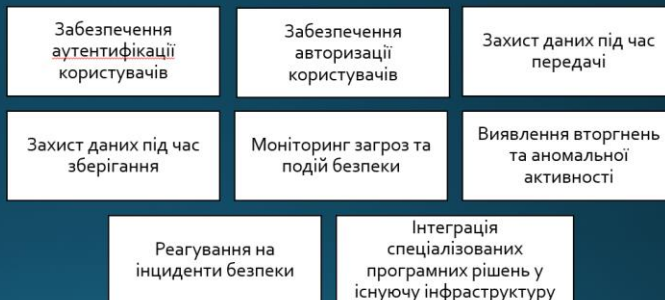 Забезпечення
аутентифікації
користувачів
Забезпечення
авторизації
користувачів
Захист даних під час
передачі
Захист даних під час
зберігання
Моніторинг загроз та
подій безпеки
Виявлення вторгнень
та аномальної
активності
Реагування на
інциденти безпеки
Інтеграція
спеціалізованих
програмних рішень у
існуючу інфраструктуру